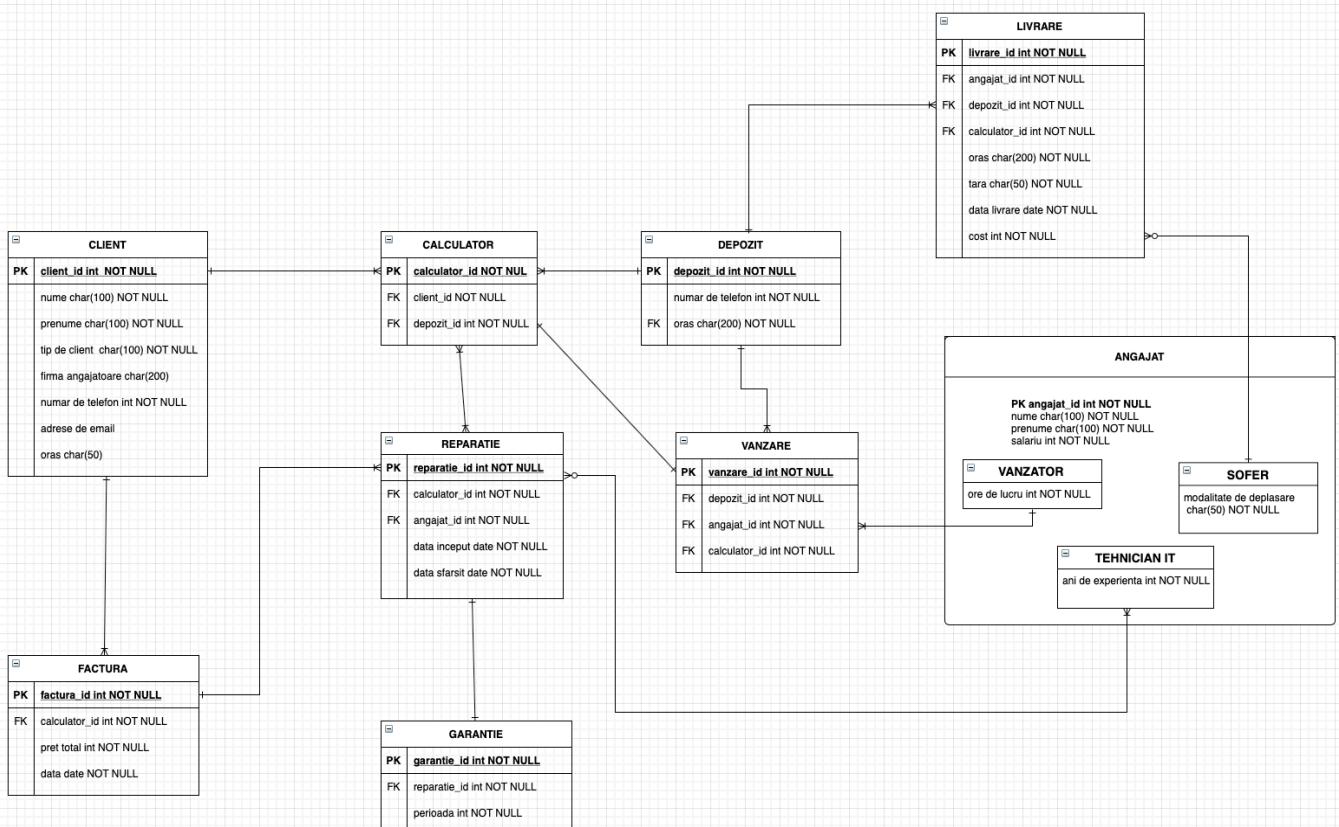 LIVRARE
PK livrare_id int NOT NULL
FK angajat_id int NOT NULL
FK depozit_id int NOT NULL
FK calculator_id int NOT NULL
oras char(200) NOT NULL
tara char(50) NOT NULL
data livrare date NOT NULL
cost int NOT NULL
CLIENT
PK client_id int NOT NULL
nume char(100) NOT NULL
prenume char(100) NOT NULL
tip de client char(100) NOT NULL
firma angajatoare char(200)
numar de telefon int NOT NULL
adrese de email
oras char(50)
CALCULATOR
PK calculator_id NOT NUL
FK client_id NOT NULL
FK depozit_id int NOT NULL
DEPOZIT
PK depozit_id int NOT NULL
numar de telefon int NOT NULL
FK oras char(200) NOT NULL
ANGAJAT
PK angajat_id int NOT NULL
nume char(100) NOT NULL
prenume char(100) NOT NULL
salariu int NOT NULL
VANZATOR
ore de lucru int NOT NULL
SOFER
modalitate de deplasare
char(50) NOT NULL
TEHNICIAN IT
ani de experienta int NOT NULL
REPARATIE
PK reparatie_id int NOT NULL
FK calculator_id int NOT NULL
FK angajat_id int NOT NULL
data inceput date NOT NULL
data sfarsit date NOT NULL
VANZARE
PK vanzare_id int NOT NULL
FK depozit_id int NOT NULL
FK angajat_id int NOT NULL
FK calculator_id int NOT NULL
FACTURA
PK factura_id int NOT NULL
FK calculator_id int NOT NULL
pret total int NOT NULL
data date NOT NULL
GARANTIE
PK garantie_id int NOT NULL
FK reparatie_id int NOT NULL
perioada int NOT NULL